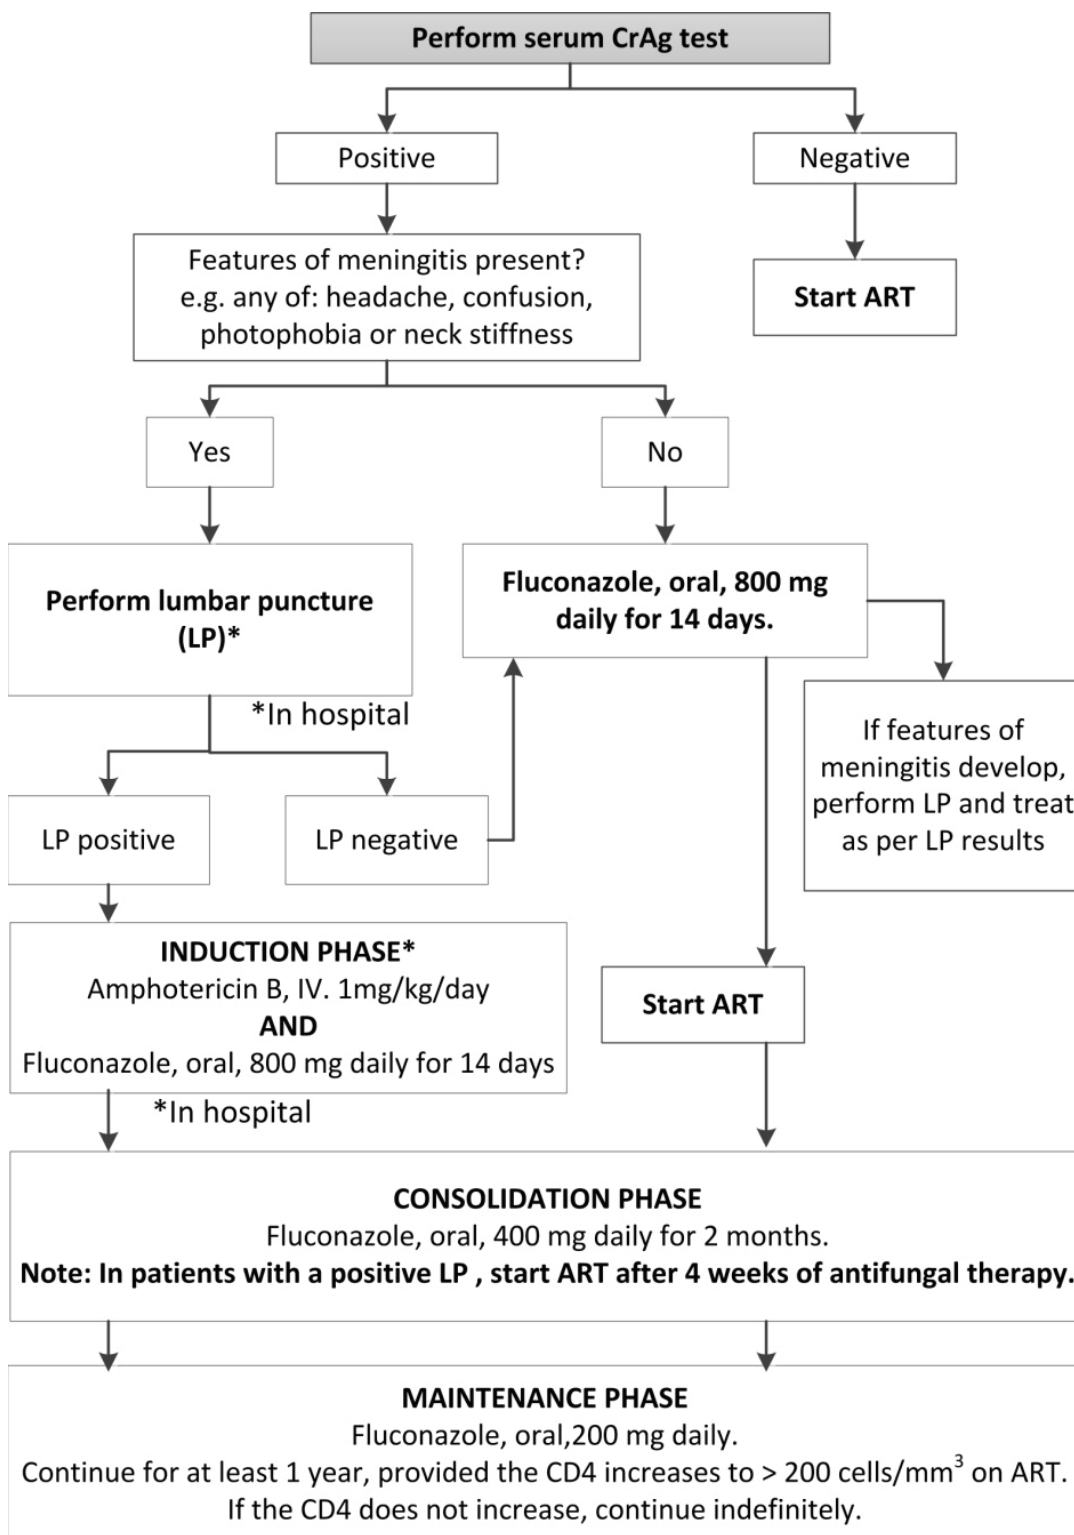 Perform serum CrAg test
Positive
Negative
Features of meningitis present?
e.g. any of: headache, confusion,
photophobia or neck stiffness
Start ART
Yes
No
Perform lumbar puncture
(LP)*
Fluconazole, oral, 800 mg
daily for 14 days.
*In hospital
If features of
meningitis develop,
perform LP and treat
as per LP results
LP positive
LP negative
INDUCTION PHASE*
Amphotericin B, IV. 1mg/kg/day
AND
Fluconazole, oral, 800 mg daily for 14 days
Start ART
*In hospital
CONSOLIDATION PHASE
Fluconazole, oral, 400 mg daily for 2 months.
Note: In patients with a positive LP , start ART after 4 weeks of antifungal therapy.
MAINTENANCE PHASE
Fluconazole, oral,200 mg daily.
Continue for at least 1 year, provided the CD4 increases to > 200 cells/mm³ on ART.
If the CD4 does not increase, continue indefinitely.